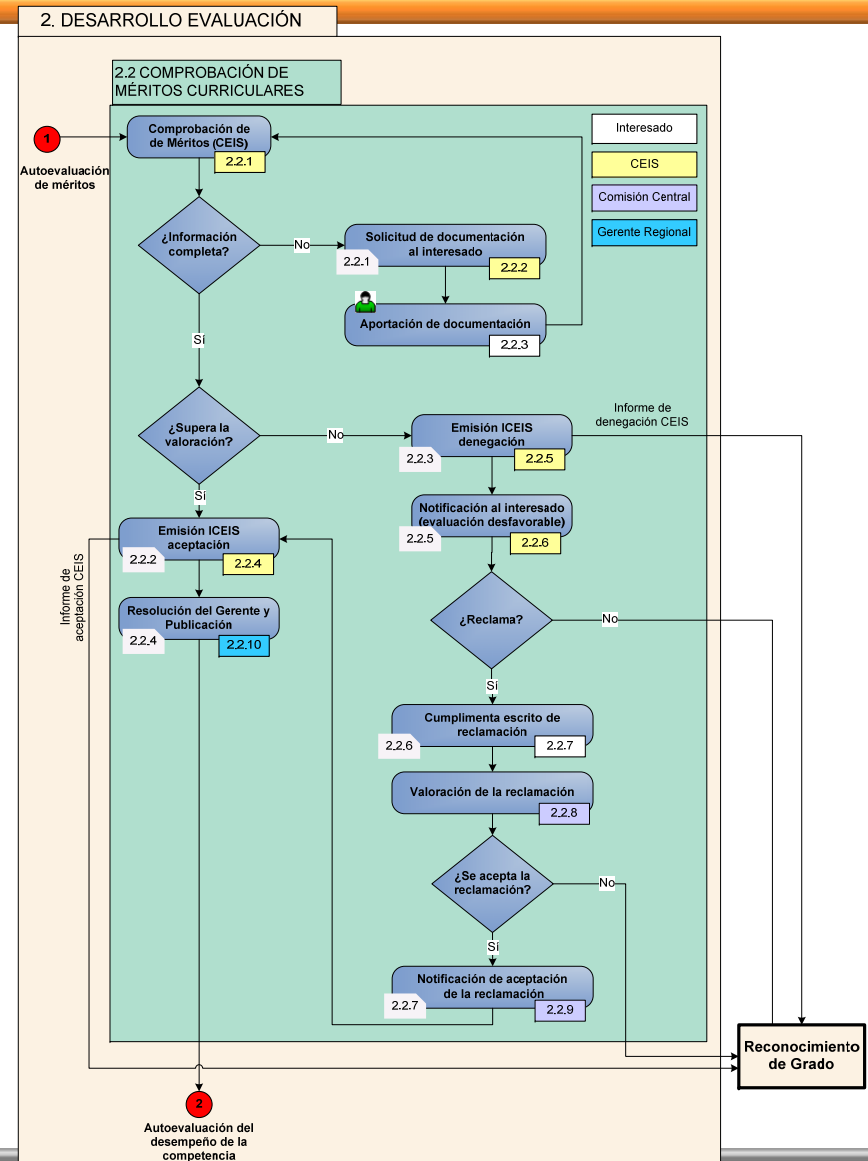 2. DESARROLLO EVALUACIÓN
2.2 COMPROBACIÓN DE
MÉRITOS CURRICULARES
1
Autoevaluación
de méritos
Comprobación de
de Méritos (CEIS)
2.2.1
Interesado
CEIS
Comisión Central
Gerente Regional
¿Información
completa?
No
Solicitud de documentación
al interesado
2.2.1
2.2.2
Aportación de documentación
2.2.3
Sí
¿Supera la
valoración?
No
Emisión ICEIS
denegación
2.2.3
2.2.5
Informe de
denegación CEIS
Sí
Notificación al interesado
(evaluación desfavorable)
2.2.5
2.2.6
Emisión ICEIS
aceptación
2.2.2
2.2.4
Informe de
aceptación CEIS
Resolución del Gerente y
Publicación
2.2.4
2.2.10
¿Reclama?
No
Sí
Cumplimenta escrito de
reclamación
2.2.6
2.2.7
Valoración de la reclamación
2.2.8
¿Se acepta la
reclamación?
No
Sí
Notificación de aceptación
de la reclamación
2.2.7
2.2.9
Reconocimiento
de Grado
2
Autoevaluación del
desempeño de la
competencia